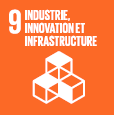 9 INDUSTRIE,
INNOVATION ET
INFRASTRUCTURE